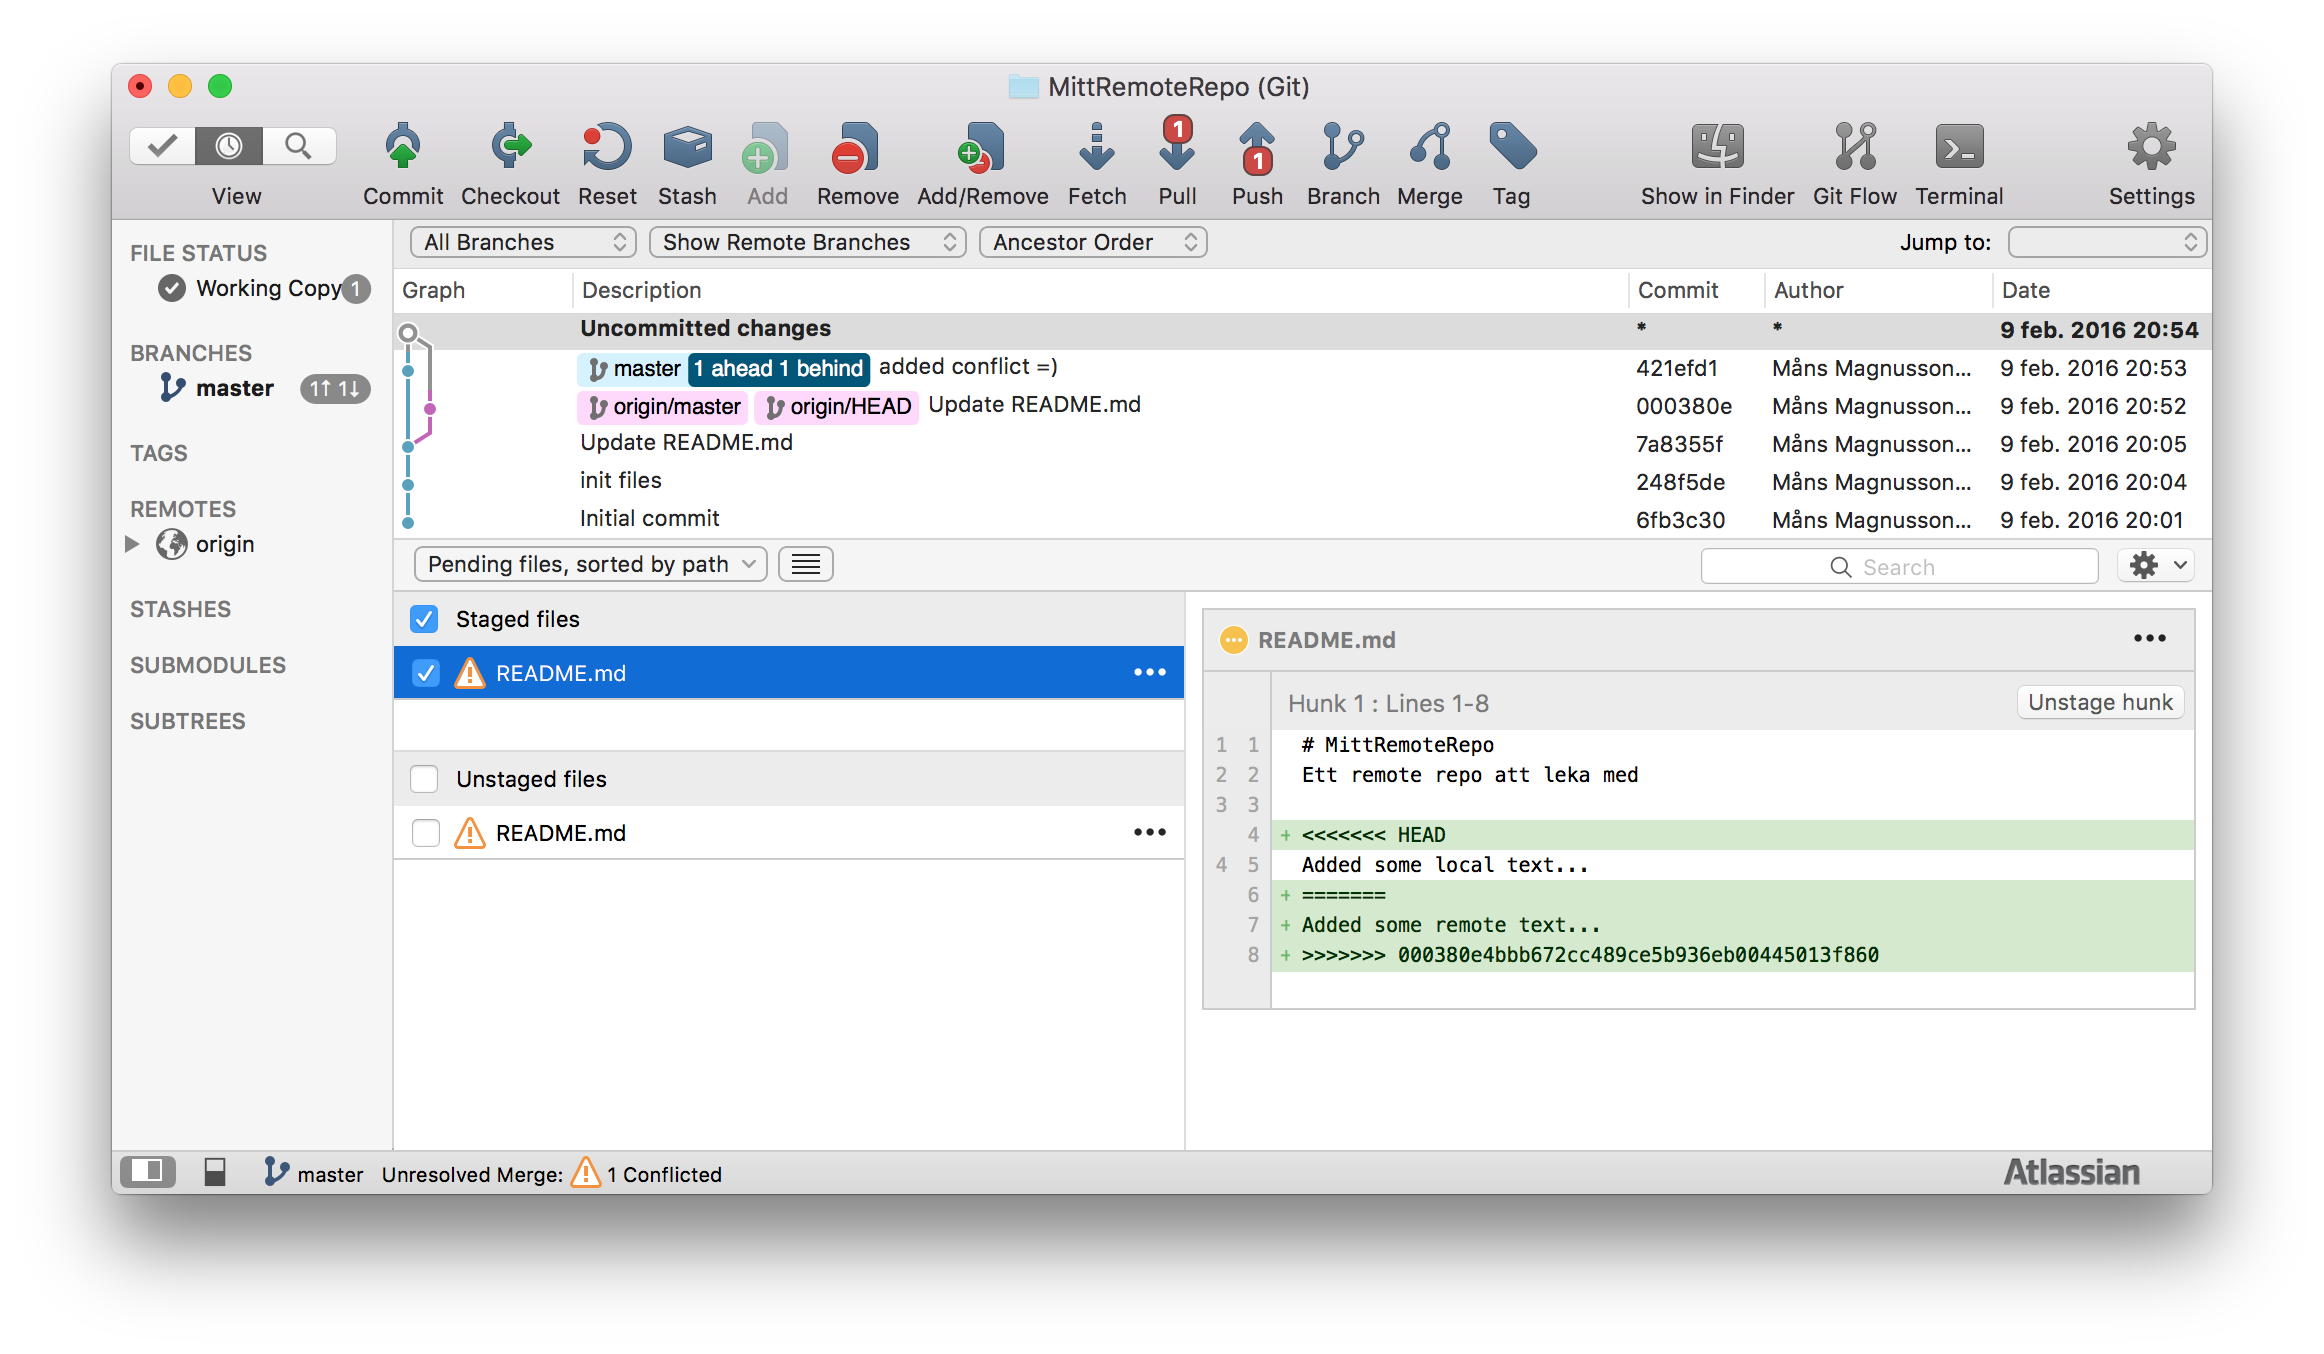 MittRemoteRepo (Git)
View Commit Checkout Reset Stash Add Remove Add/Remove Fetch 1 Pull 1 Push Branch Merge Tag Show in Finder Git Flow Terminal Settings
All Branches Show Remote Branches Ancestor Order Jump to:
FILE STATUS
Working Copy 1
BRANCHES
master 1↑ 1↓
TAGS
REMOTES
origin
STASHES
SUBMODULES
SUBTREES
Graph Description Commit Author Date
Uncommitted changes * * 9 feb. 2016 20:54
master 1 ahead 1 behind added conflict =) 421efd1 Måns Magnusson... 9 feb. 2016 20:53
origin/master origin/HEAD Update README.md 000380e Måns Magnusson... 9 feb. 2016 20:52
Update README.md 7a8355f Måns Magnusson... 9 feb. 2016 20:05
init files 248f5de Måns Magnusson... 9 feb. 2016 20:04
Initial commit 6fb3c30 Måns Magnusson... 9 feb. 2016 20:01
Pending files, sorted by path Search
Staged files
README.md •••
Unstaged files
README.md •••
README.md •••
Hunk 1 : Lines 1-8 Unstage hunk
1 1 # MittRemoteRepo
2 2 Ett remote repo att leka med
3 3
4 + <<<<<<< HEAD
4 5 Added some local text...
6 + =======
7 + Added some remote text...
8 + >>>>>>> 000380e4bbb672cc489ce5b936eb00445013f860
master Unresolved Merge: 1 Conflicted Atlassian